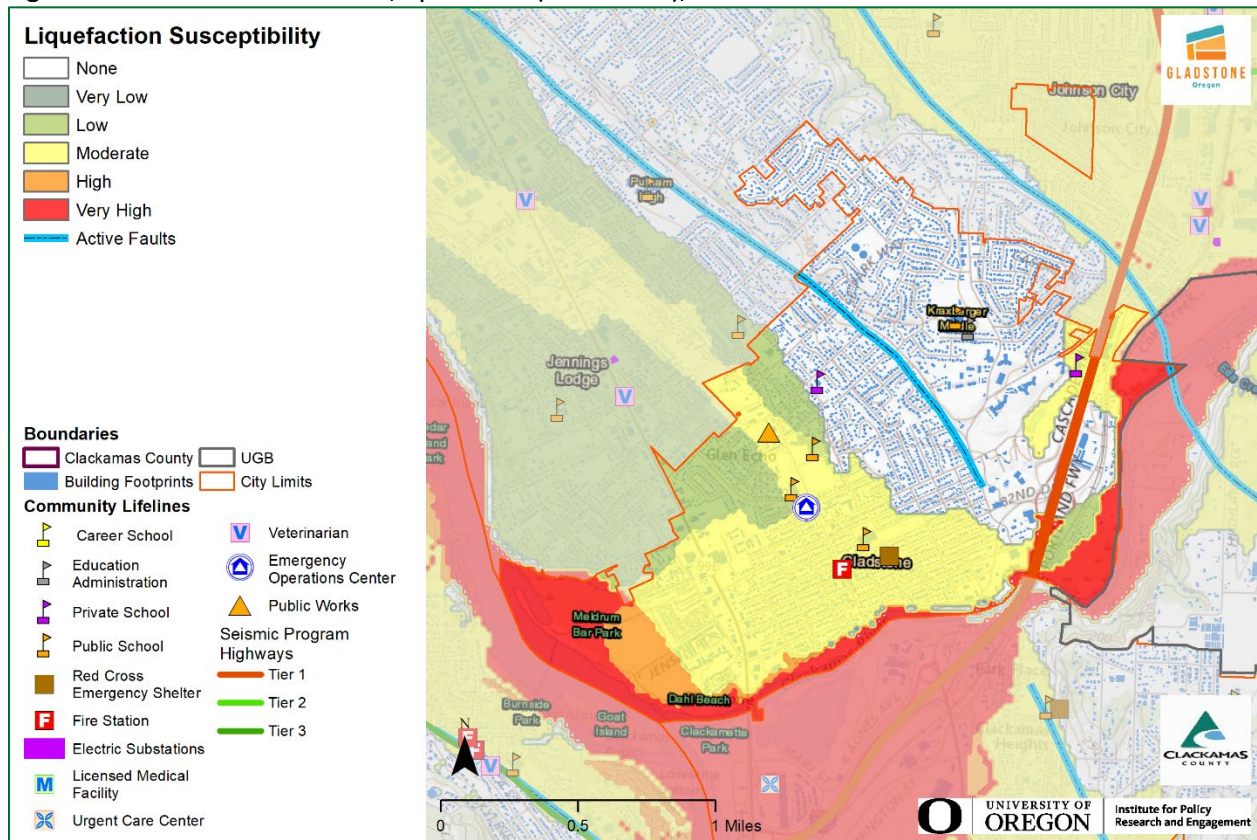 Liquefaction Susceptibility
None
Very Low
Low
Moderate
High
Very High
Active Faults
Boundaries
Clackamas County
UGB
Building Footprints
City Limits
Community Lifelines
Career School
Education
Administration
Private School
Public School
Red Cross
Emergency Shelter
Fire Station
Electric Substations
Licensed Medical
Facility
Urgent Care Center
Veterinarian
Emergency
Operations Center
Public Works
Seismic Program
Highways
Tier 1
Tier 2
Tier 3
GLADSTONE
Oregon
Johnson City
Johnson City
Putnam
High
Kraxberger
Middle
Jennings
Lodge
Glen Echo
Gladstone
82ND D
Meldrum
Bar Park
Dahl Beach
Burnside
Park
Goat
Island
Clackamette
Park
N
0
0.5
1 Miles
CLACKAMAS
COUNTY
O
UNIVERSITY OF
OREGON
Institute for Policy
Research and Engagement